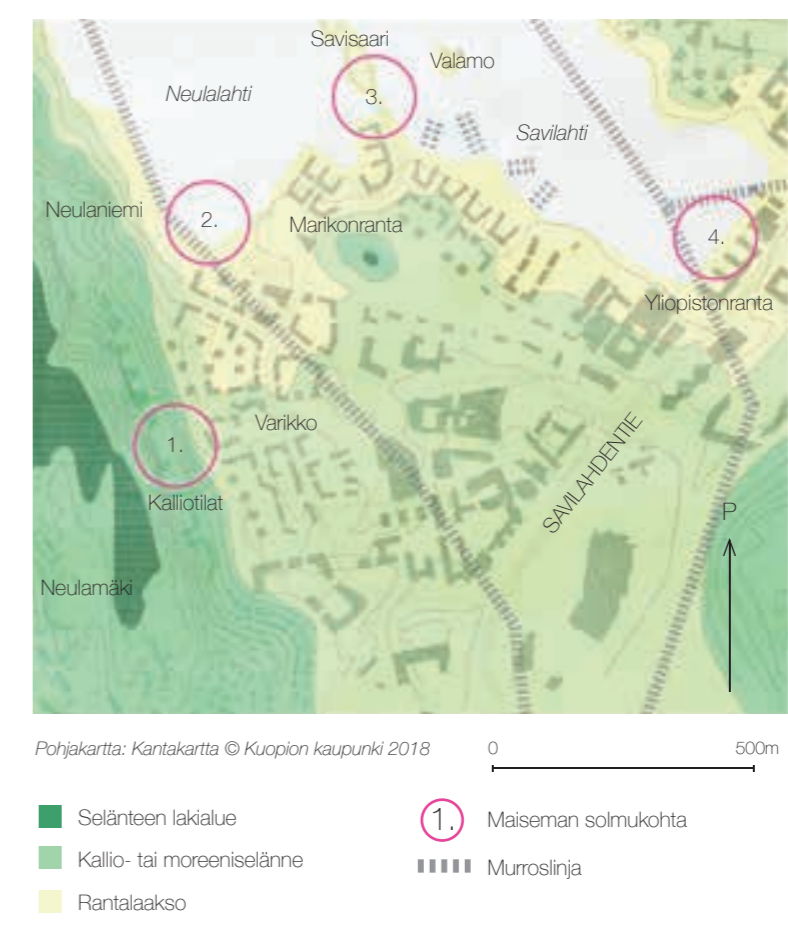 Savisaari
Valamo
Neulalahti
3.
Savilahti
Neulaniemi
2.
Marikonranta
4.
Yliopistonranta
Varikko
1.
SAVILAHDENTIE
Kalliotilat
P
Neulamäki
Pohjakartta: Kantakartta © Kuopion kaupunki 2018
0 500m
Selänteen lakialue
Kallio- tai moreeniselänne
Rantalaakso
1. Maiseman solmukohta
Murroslinja